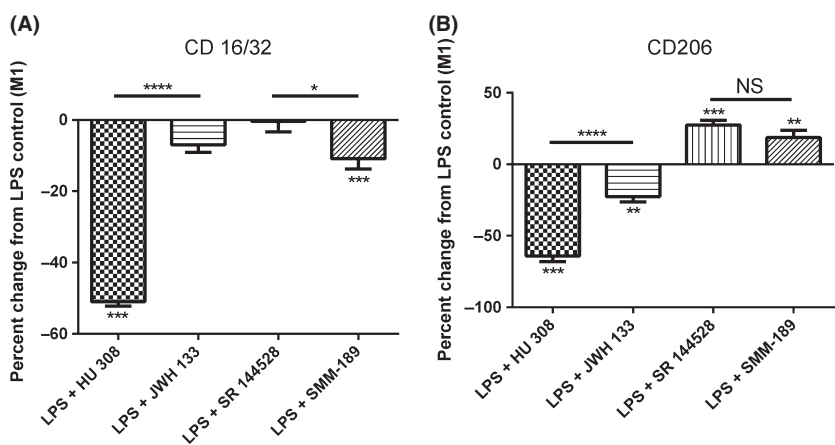 (A)
CD 16/32
Percent change from LPS control (M1)
****
*
0
–20
–40
–60
***
***
LPS + HU 308
LPS + JWH 133
LPS + SR 144528
LPS + SMM-189
(B)
CD206
Percent change from LPS control (M1)
NS
****
***
**
50
0
–50
–100
***
**
LPS + HU 308
LPS + JWH 133
LPS + SR 144528
LPS + SMM-189